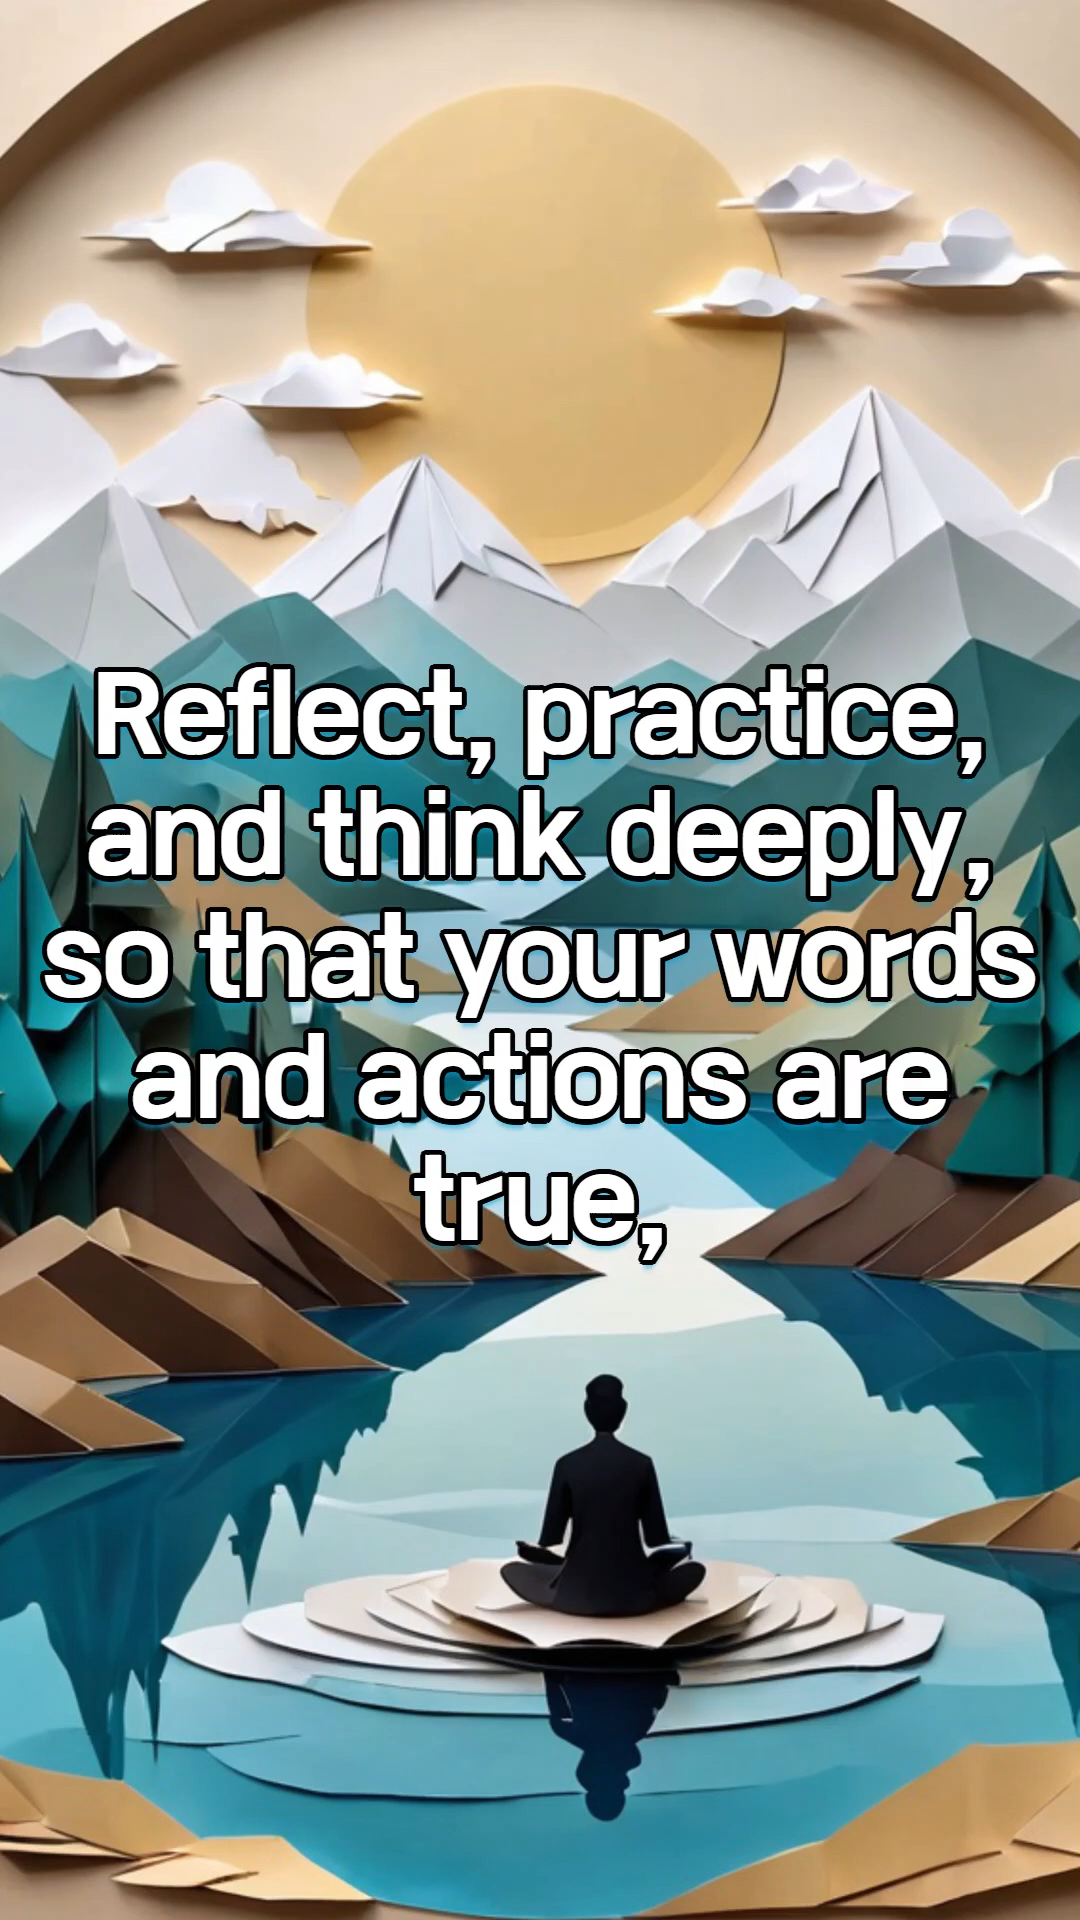 Reflect, practice,
and think deeply,
so that your words
and actions are
true,